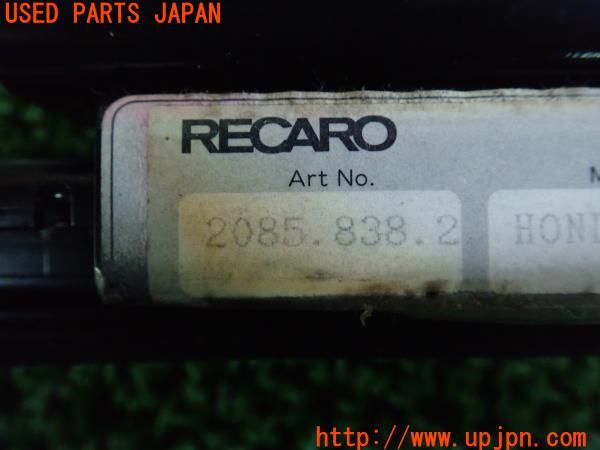 USED PARTS JAPAN
RECARO
Art No.
2085.838.2
http://www.upjpn.com